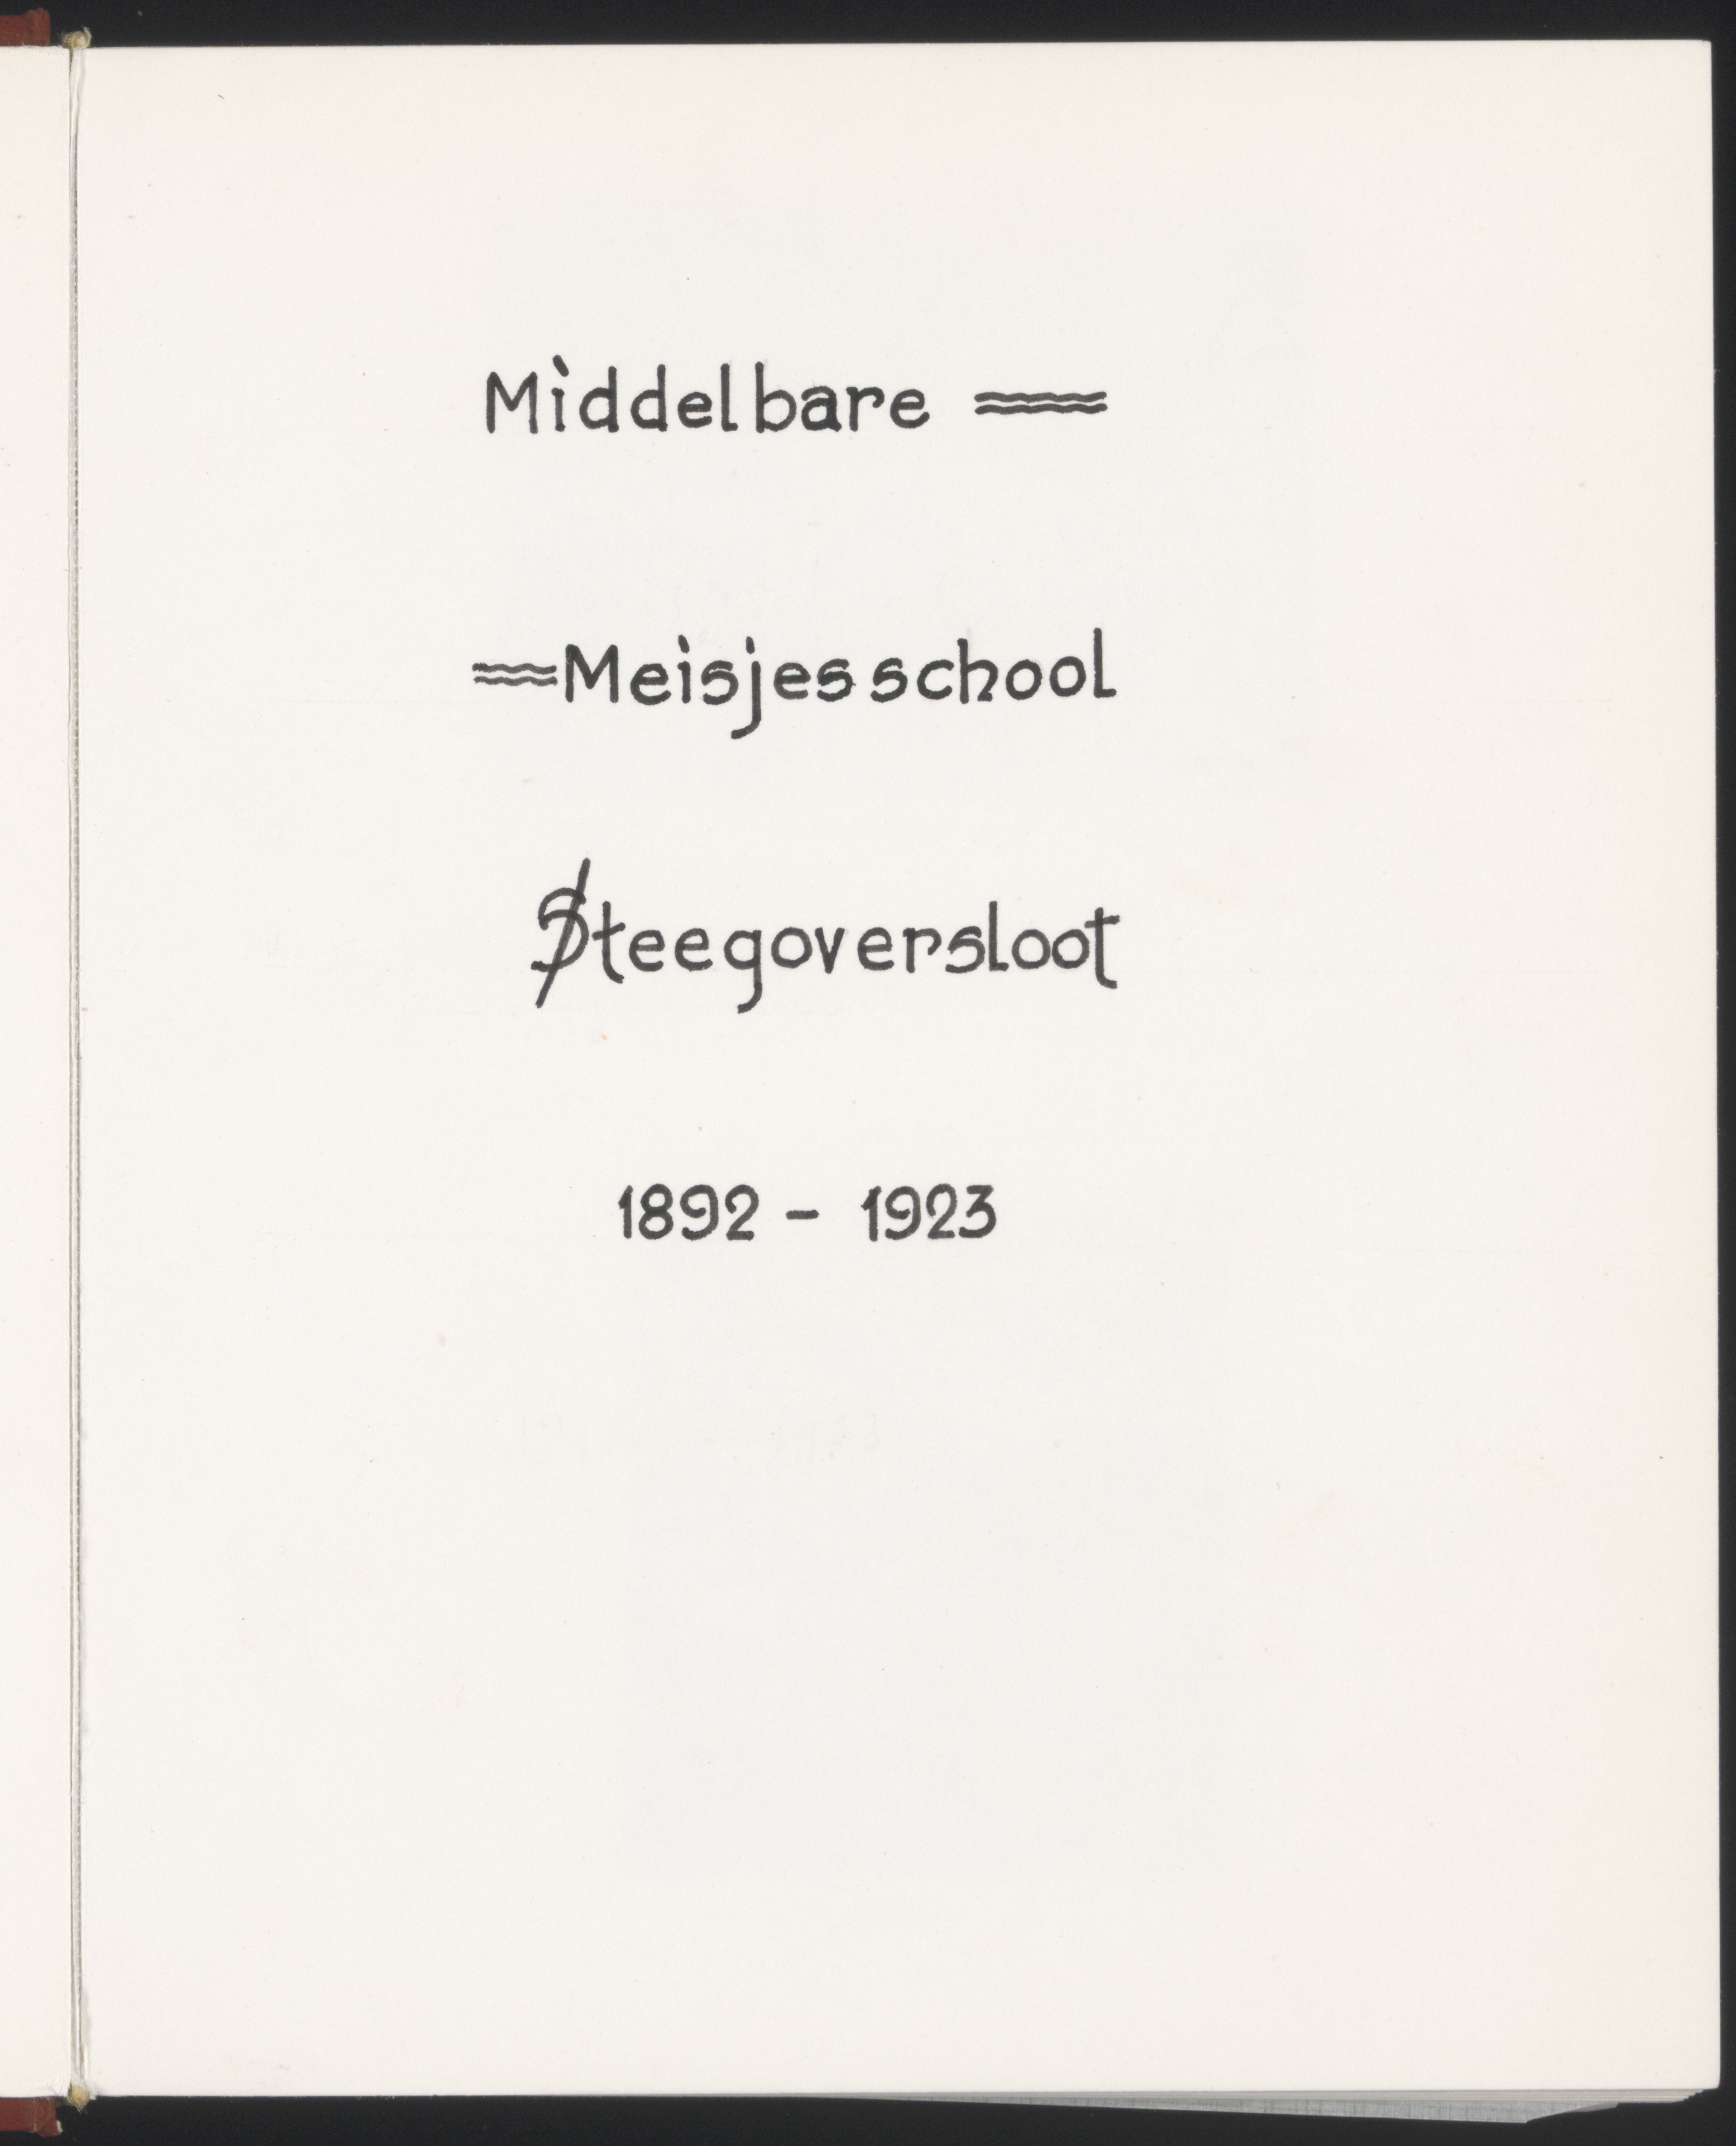 Middelbare
Meisjesschool
Steegoversloot
1892 - 1923